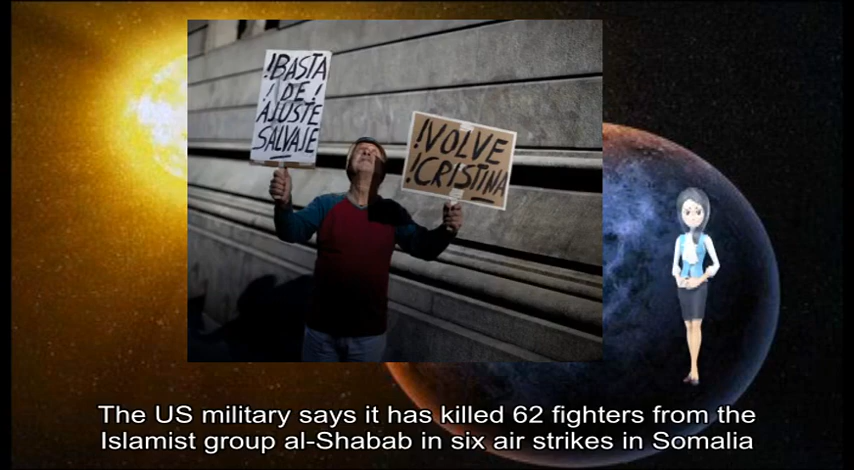 !BASTA
! DE !
AJUSTE
SALVAJE
!VOLVE
!CRISTINA
The US military says it has killed 62 fighters from the
Islamist group al-Shabab in six air strikes in Somalia